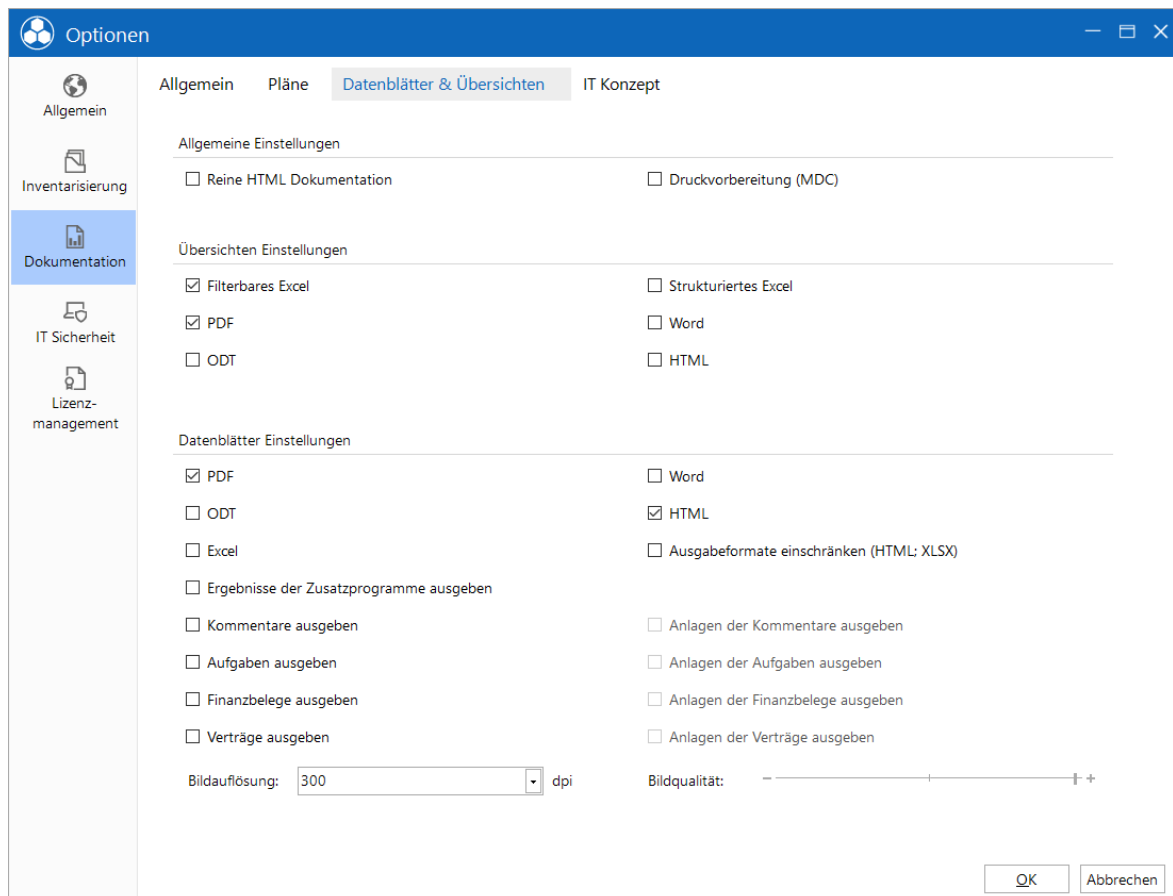 Optionen
Allgemein
Inventarisierung
Dokumentation
IT Sicherheit
Lizenz-
management
Allgemein Pläne Datenblätter & Übersichten IT Konzept
Allgemeine Einstellungen
Reine HTML Dokumentation Druckvorbereitung (MDC)
Übersichten Einstellungen
Filterbares Excel Strukturiertes Excel
PDF Word
ODT HTML
Datenblätter Einstellungen
PDF Word
ODT HTML
Excel Ausgabeformate einschränken (HTML; XLSX)
Ergebnisse der Zusatzprogramme ausgeben
Kommentare ausgeben Anlagen der Kommentare ausgeben
Aufgaben ausgeben Anlagen der Aufgaben ausgeben
Finanzbelege ausgeben Anlagen der Finanzbelege ausgeben
Verträge ausgeben Anlagen der Verträge ausgeben
Bildauflösung: 300 dpi Bildqualität: − +
OK Abbrechen